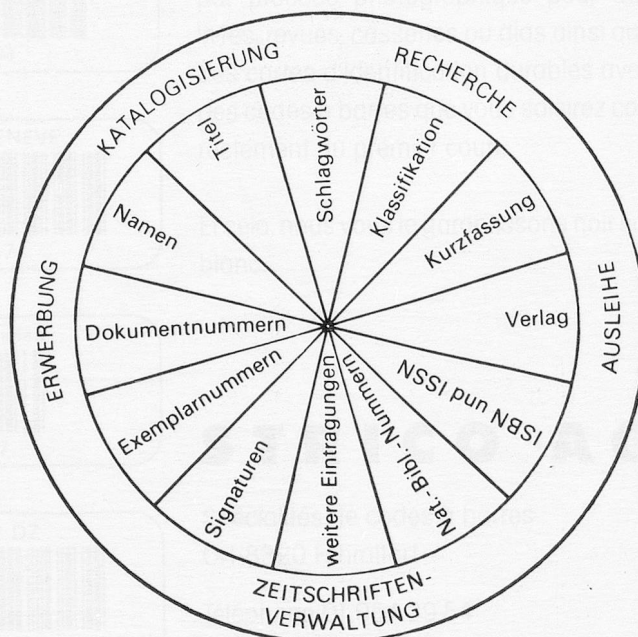 KATALOGISIERUNG
RECHERCHE
AUSLEIHE
ZEITSCHRIFTEN-
VERWALTUNG
ERWERBUNG
Titel
Schlagwörter
Klassifikation
Kurzfassung
Verlag
ISBN und ISSN
Nat.-Bibl.-Nummern
weitere Eintragungen
Signaturen
Exemplarnummern
Dokumentnummern
Namen